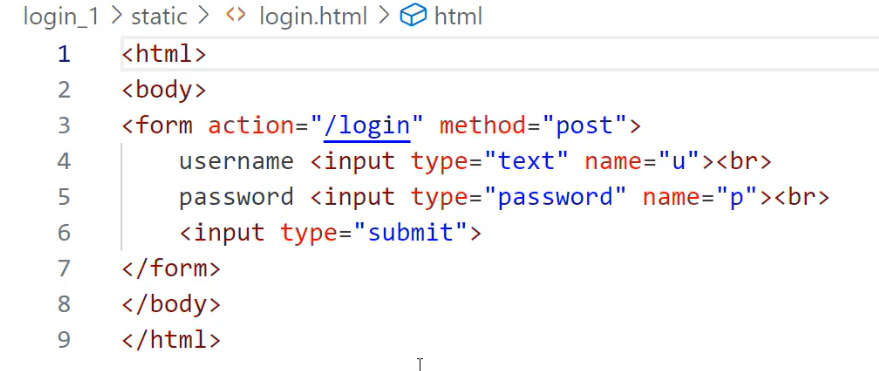 login_1 > static > <> login.html > html
1 <html>
2 <body>
3 <form action="/login" method="post">
4     username <input type="text" name="u"><br>
5     password <input type="password" name="p"><br>
6     <input type="submit">
7 </form>
8 </body>
9 </html>